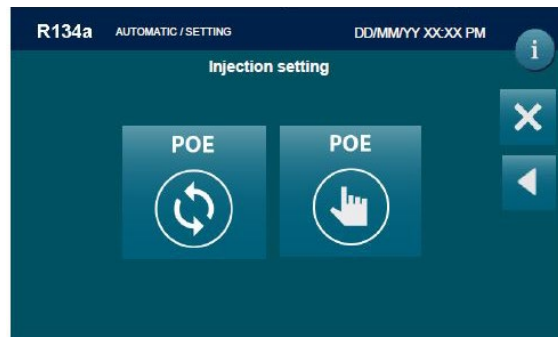 R134a AUTOMATIC / SETTING DD/MM/YY XX:XX PM
i
Injection setting
POE POE